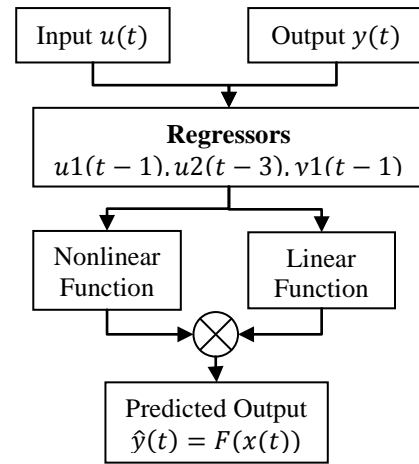 Input u(t)
Output y(t)
Regressors
u1(t − 1), u2(t − 3), y1(t − 1)
Nonlinear
Function
Linear
Function
Predicted Output
ŷ(t) = F(x(t))